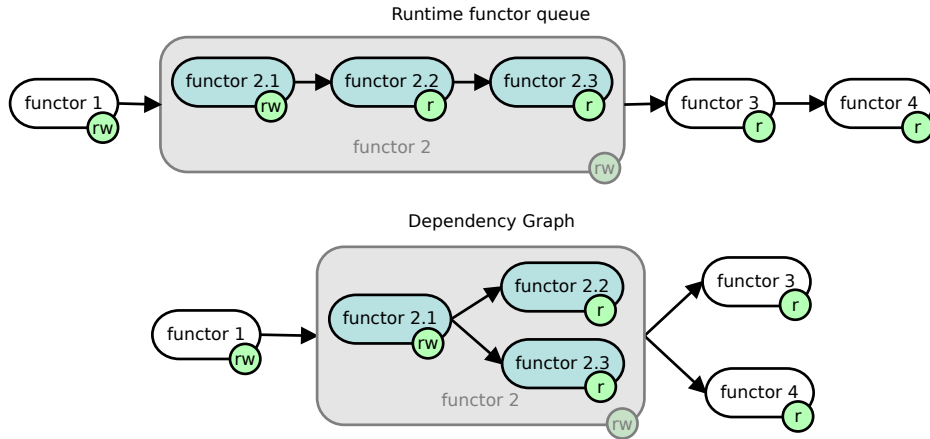 Runtime functor queue
functor 1
rw
functor 2.1
rw
functor 2.2
r
functor 2.3
r
functor 2
rw
functor 3
r
functor 4
r
Dependency Graph
functor 1
rw
functor 2.1
rw
functor 2.2
r
functor 2.3
r
functor 2
rw
functor 3
r
functor 4
r